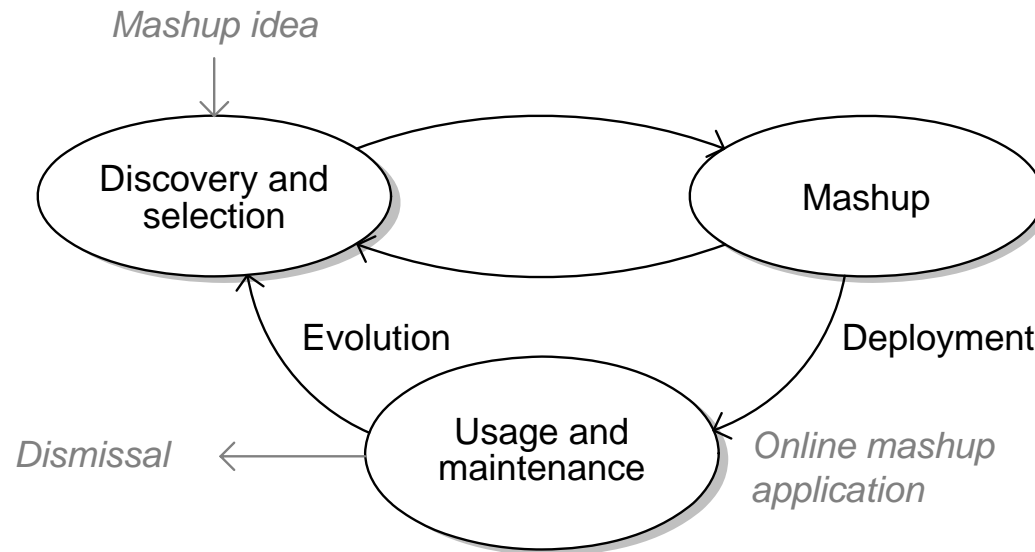 Mashup idea
Discovery and
selection
Mashup
Evolution
Deployment
Usage and
maintenance
Dismissal
Online mashup
application